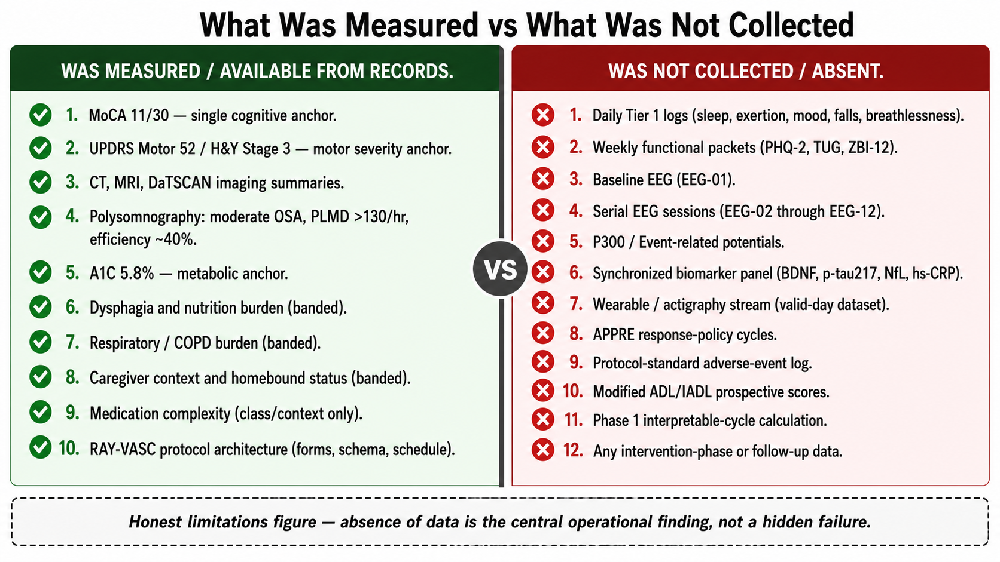 What Was Measured vs What Was Not Collected
WAS MEASURED / AVAILABLE FROM RECORDS.
1. MoCA 11/30 — single cognitive anchor.
2. UPDRS Motor 52 / H&Y Stage 3 — motor severity anchor.
3. CT, MRI, DaTSCAN imaging summaries.
4. Polysomnography: moderate OSA, PLMD >130/hr,
efficiency ~40%.
5. A1C 5.8% — metabolic anchor.
6. Dysphagia and nutrition burden (banded).
7. Respiratory / COPD burden (banded).
8. Caregiver context and homebound status (banded).
9. Medication complexity (class/context only).
10. RAY-VASC protocol architecture (forms, schema, schedule).
VS
WAS NOT COLLECTED / ABSENT.
1. Daily Tier 1 logs (sleep, exertion, mood, falls, breathlessness).
2. Weekly functional packets (PHQ-2, TUG, ZBI-12).
3. Baseline EEG (EEG-01).
4. Serial EEG sessions (EEG-02 through EEG-12).
5. P300 / Event-related potentials.
6. Synchronized biomarker panel (BDNF, p-tau217, NfL, hs-CRP).
7. Wearable / actigraphy stream (valid-day dataset).
8. APPRE response-policy cycles.
9. Protocol-standard adverse-event log.
10. Modified ADL/IADL prospective scores.
11. Phase 1 interpretable-cycle calculation.
12. Any intervention-phase or follow-up data.
Honest limitations figure — absence of data is the central operational finding, not a hidden failure.